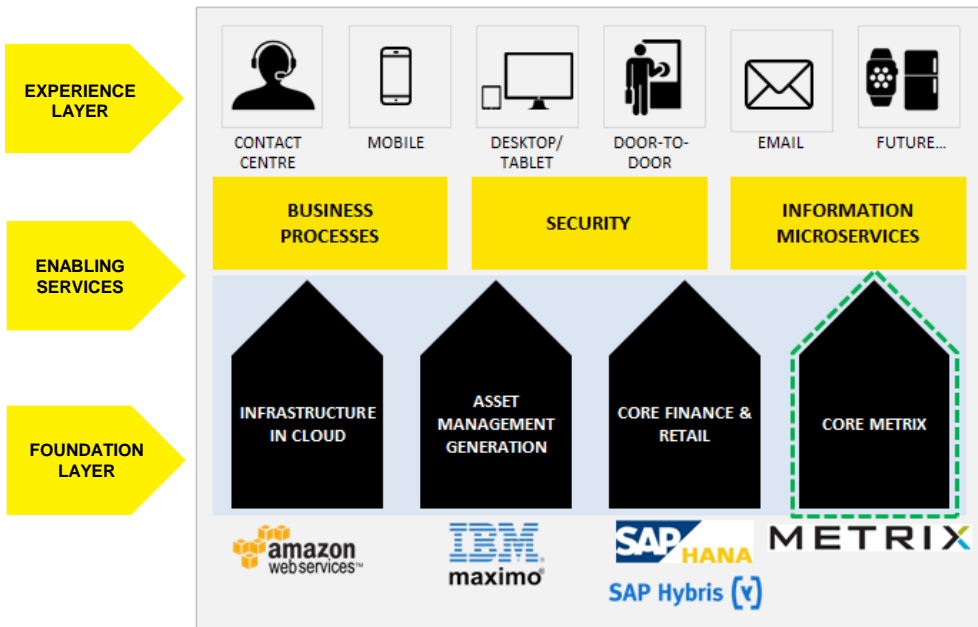 EXPERIENCE
LAYER
CONTACT
CENTRE
MOBILE
DESKTOP/
TABLET
DOOR-TO-
DOOR
EMAIL
FUTURE...
ENABLING
SERVICES
BUSINESS
PROCESSES
SECURITY
INFORMATION
MICROSERVICES
FOUNDATION
LAYER
INFRASTRUCTURE
IN CLOUD
ASSET
MANAGEMENT
GENERATION
CORE FINANCE &
RETAIL
CORE METRIX
amazon
webservices™
IBM
maximo®
SAP HANA
SAP Hybris (Y)
METRIX